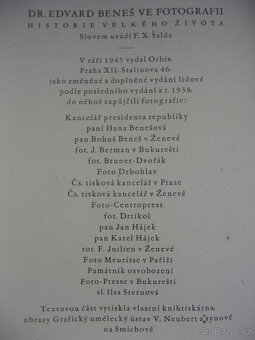 DR. EDVARD BENEŠ VE FOTOGRAFII
HISTORIE VELKÉHO ŽIVOTA
Slovem uvádí F. X. Šalda
V září 1945 vydal Orbis,
Praha XII, Stalinova 46,
jako změněné a doplněné vydání lidové
podle posledního vydání z r. 1938,
do něhož zapůjčili fotografie:
Kancelář presidenta republiky
paní Hana Benešová
pan Bohuš Beneš v Ženevě
fot. J. Berman v Bukurešti
fot. Bruner-Dvořák
Foto Drbohlav
Čs. tisková kancelář v Praze
Čs. tisková kancelář v Ženevě
Foto-Centropress
fot. Drtikol
pan Jan Hájek
pan Karel Hájek
fot. F. Juilien v Ženevě
Foto Meurisse v Paříži
Památník osvobození
Foto-Presse v Bukurešti
sl. Ilsa Sternová
Textovou část vytiskla vlastní knihtiskárna,
obrazy Grafický umělecký ústav V. Neubert a synové
na Smíchově